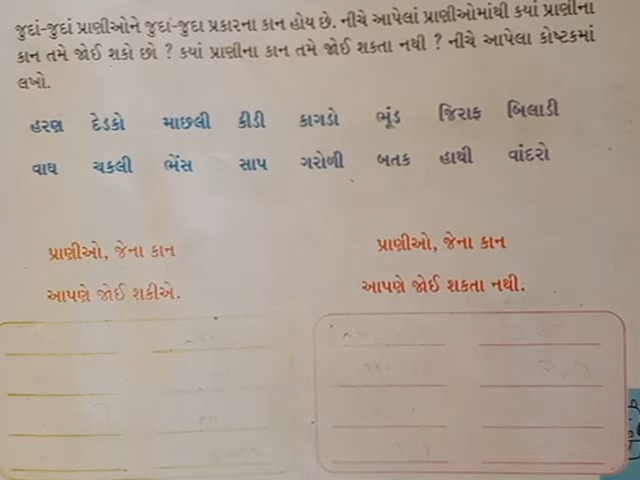 જુદાં-જુદાં પ્રાણીઓને જુદા-જુદા પ્રકારના કાન હોય છે. નીચે આપેલાં પ્રાણીઓમાંથી કયાં પ્રાણીના
કાન તમે જોઈ શકો છો ? કયાં પ્રાણીના કાન તમે જોઈ શકતા નથી ? નીચે આપેલા કોષ્ટકમાં
લખો.
હરણ દેડકો માછલી કીડી કાગડો ભૂંડ જિરાફ બિલાડી
વાઘ ચકલી ભેંસ સાપ ગરોળી બતક હાથી વાંદરો
પ્રાણીઓ, જેના કાન પ્રાણીઓ, જેના કાન
આપણે જોઈ શકીએ. આપણે જોઈ શકતા નથી.